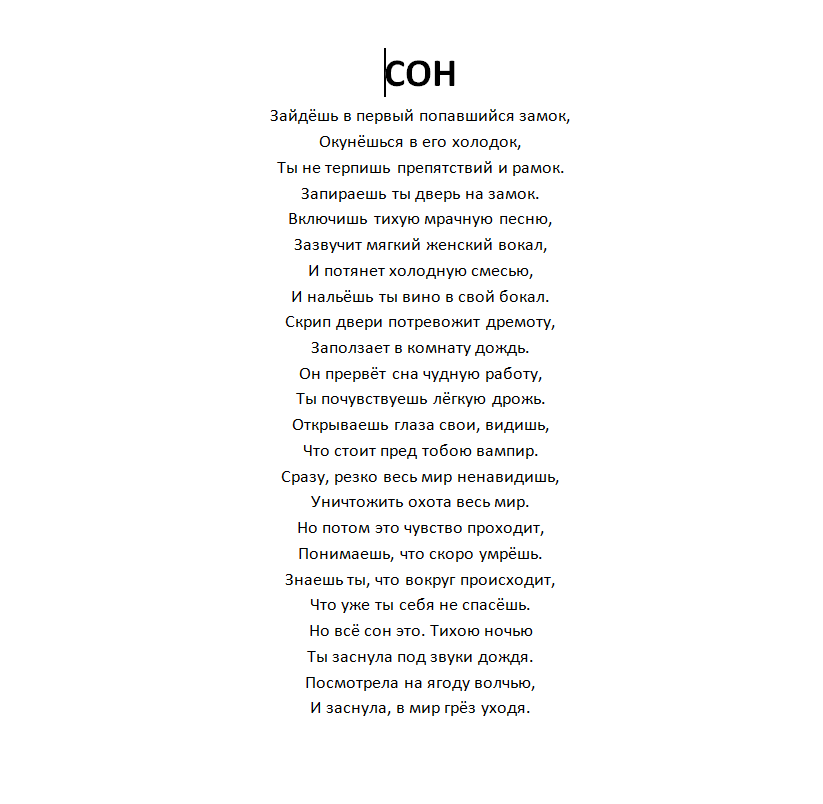 СОН
Зайдёшь в первый попавшийся замок,
Окунёшься в его холодок,
Ты не терпишь препятствий и рамок.
Запираешь ты дверь на замок.
Включишь тихую мрачную песню,
Зазвучит мягкий женский вокал,
И потянет холодную смесью,
И нальёшь ты вино в свой бокал.
Скрип двери потревожит дремоту,
Заползает в комнату дождь.
Он прервёт сна чудную работу,
Ты почувствуешь лёгкую дрожь.
Открываешь глаза свои, видишь,
Что стоит пред тобою вампир.
Сразу, резко весь мир ненавидишь,
Уничтожить охота весь мир.
Но потом это чувство проходит,
Понимаешь, что скоро умрёшь.
Знаешь ты, что вокруг происходит,
Что уже ты себя не спасёшь.
Но всё сон это. Тихою ночью
Ты заснула под звуки дождя.
Посмотрела на ягоду волчью,
И заснула, в мир грёз уходя.